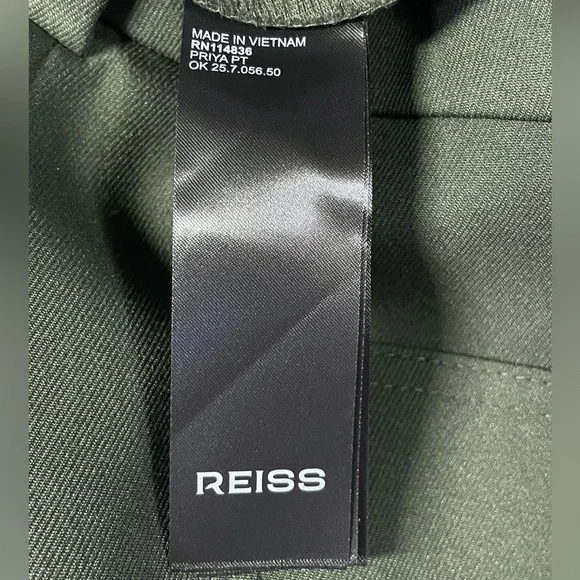 MADE IN VIETNAM
RN114836
PRIYA PT
OK 25.7.056.50
REISS